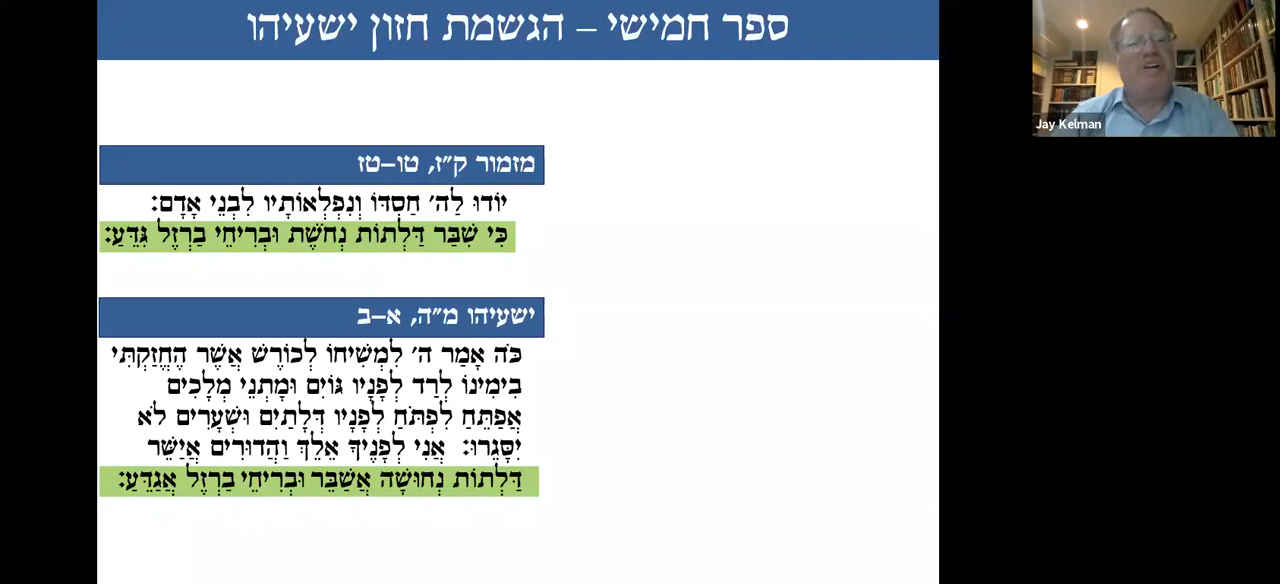 ספר חמישי – הגשמת חזון ישעיהו
Jay Kelman
מזמור ק״ז, טו–טז
יוֹדוּ לַה׳ חַסְדּוֹ וְנִפְלְאוֹתָיו לִבְנֵי אָדָם׃
כִּי שִׁבַּר דַּלְתוֹת נְחֹשֶׁת וּבְרִיחֵי בַרְזֶל גִּדֵּעַ׃
ישעיהו מ״ה, א–ב
כֹּה אָמַר ה׳ לִמְשִׁיחוֹ לְכוֹרֶשׁ אֲשֶׁר הֶחֱזַקְתִּי
בִימִינוֹ לְרַד לְפָנָיו גּוֹיִם וּמָתְנֵי מְלָכִים
אֲפַתֵּחַ לִפְתֹּחַ לְפָנָיו דְּלָתַיִם וּשְׁעָרִים לֹא
יִסָּגֵרוּ׃ אֲנִי לְפָנֶיךָ אֵלֵךְ וַהֲדוּרִים אֲיַשֵּׁר
דַּלְתוֹת נְחוּשָׁה אֲשַׁבֵּר וּבְרִיחֵי בַרְזֶל אֲגַדֵּעַ׃